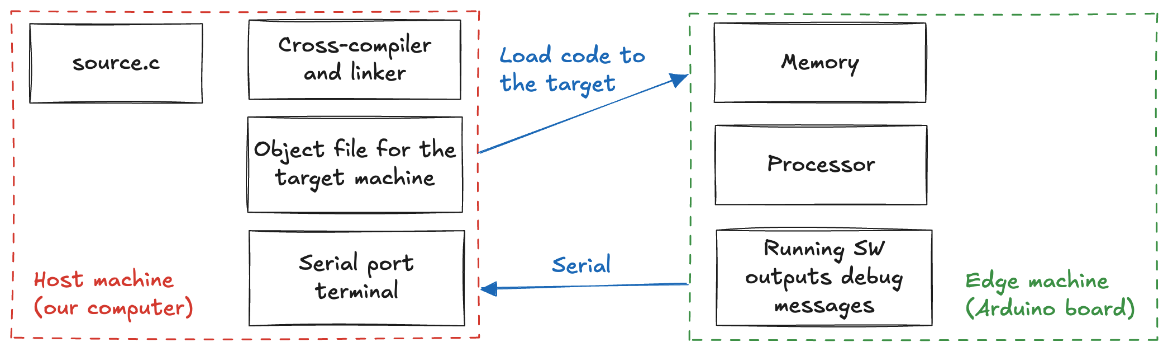 source.c
Cross-compiler
and linker
Object file for the
target machine
Serial port
terminal
Host machine
(our computer)
Load code to
the target
Serial
Memory
Processor
Running SW
outputs debug
messages
Edge machine
(Arduino board)